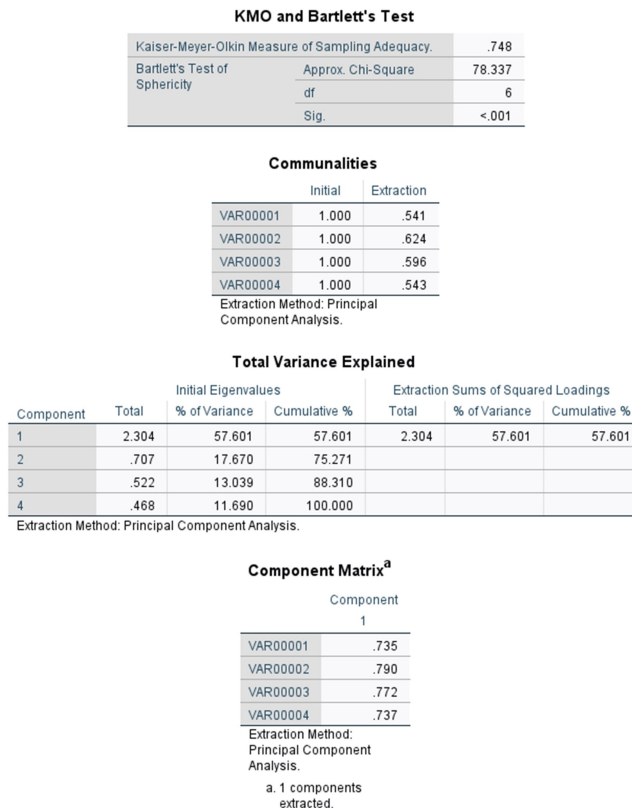 KMO and Bartlett's Test
Kaiser-Meyer-Olkin Measure of Sampling Adequacy. .748
Bartlett's Test of Sphericity Approx. Chi-Square 78.337
df 6
Sig. <.001
Communalities
Initial Extraction
VAR00001 1.000 .541
VAR00002 1.000 .624
VAR00003 1.000 .596
VAR00004 1.000 .543
Extraction Method: Principal
Component Analysis.
Total Variance Explained
Initial Eigenvalues Extraction Sums of Squared Loadings
Component Total % of Variance Cumulative % Total % of Variance Cumulative %
1 2.304 57.601 57.601 2.304 57.601 57.601
2 .707 17.670 75.271
3 .522 13.039 88.310
4 .468 11.690 100.000
Extraction Method: Principal Component Analysis.
Component Matrixa
Component
1
VAR00001 .735
VAR00002 .790
VAR00003 .772
VAR00004 .737
Extraction Method:
Principal Component
Analysis.
a. 1 components
extracted.